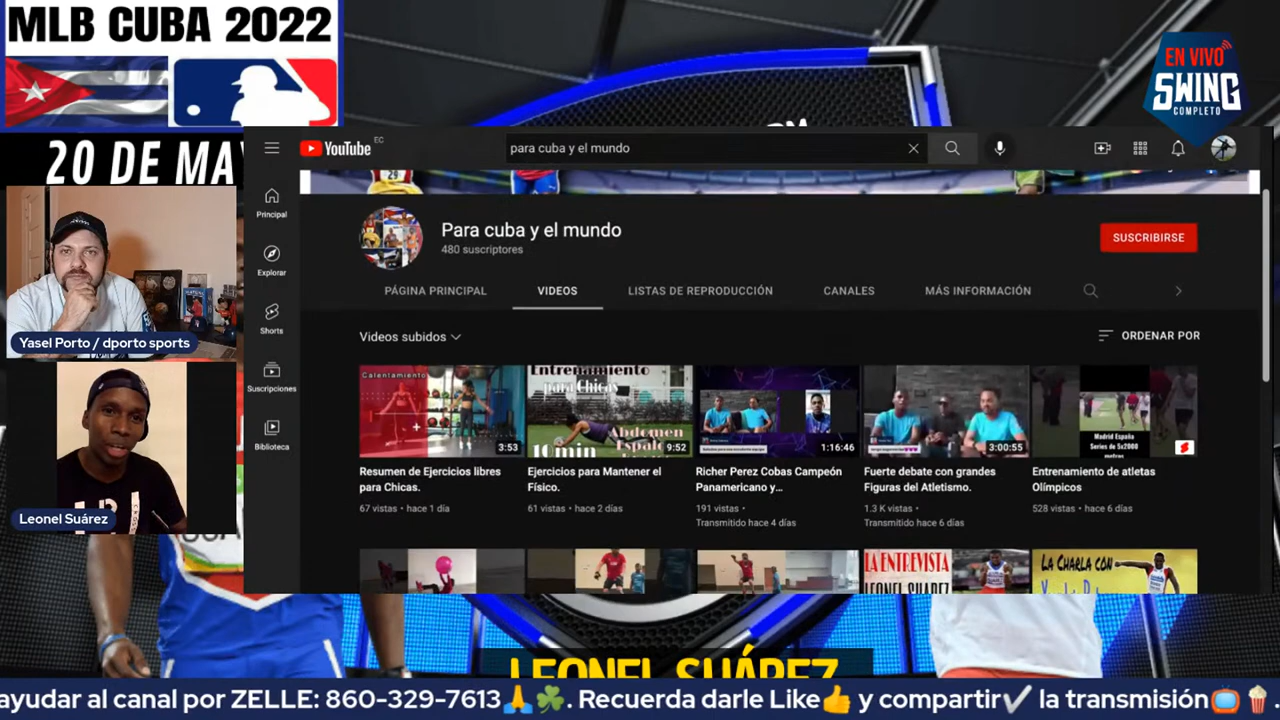 MLB CUBA 2022
EN VIVO
SWING
COMPLETO
20 DE MAY
YouTube EC
para cuba y el mundo
Principal
Explorar
Shorts
Suscripciones
Biblioteca
Para cuba y el mundo
480 suscriptores
SUSCRIBIRSE
PÁGINA PRINCIPAL VIDEOS LISTAS DE REPRODUCCIÓN CANALES MÁS INFORMACIÓN
Videos subidos
ORDENAR POR
Calentamiento
3:53
Resumen de Ejercicios libres
para Chicas.
67 vistas • hace 1 día
Entrenamiento
para Chicas
10min
Abdomen
9:52
Ejercicios para Mantener el
Físico.
61 vistas • hace 2 días
1:16:46
Richer Perez Cobas Campeón
Panamericano y...
191 vistas •
Transmitido hace 4 días
3:00:55
Fuerte debate con grandes
Figuras del Atletismo.
1.3 K vistas •
Transmitido hace 6 días
Madrid España
Series de 5x2000
metros
Entrenamiento de atletas
Olímpicos
528 vistas • hace 6 días
LA ENTREVISTA
LEONEL SUAREZ
LA CHARLA CON
Yasel Porto / dporto sports
Leonel Suárez
LEONEL SUÁREZ
ayudar al canal por ZELLE: 860-329-7613🙏☘️. Recuerda darle Like👍 y compartir✔️ la transmisión📺🍿.